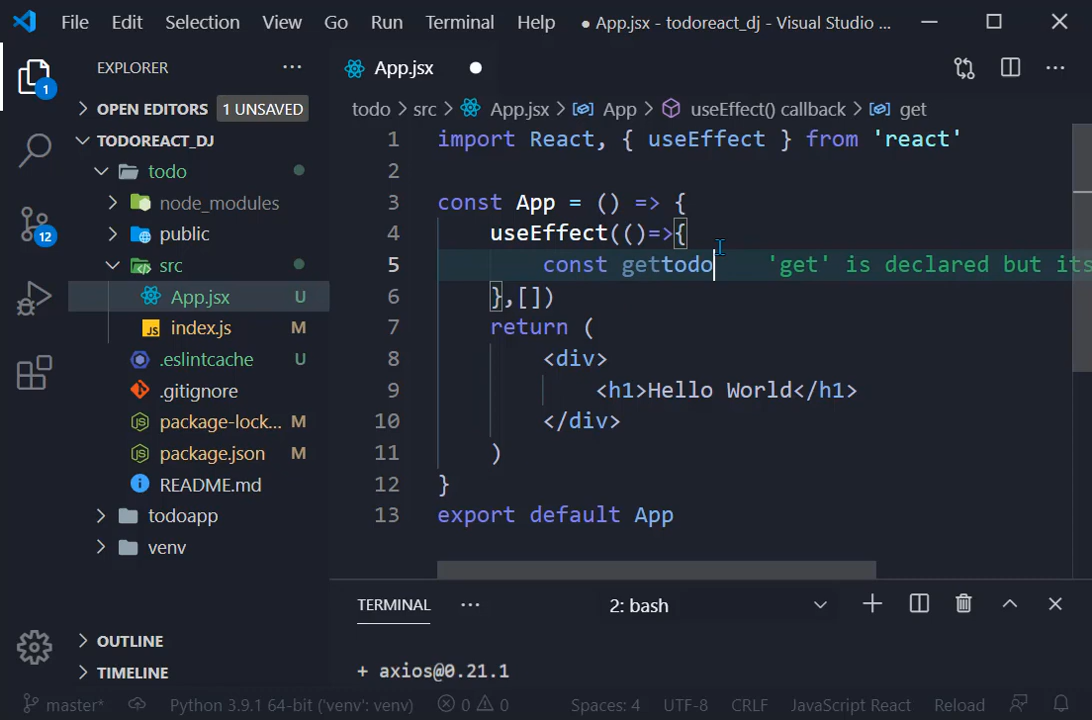 File Edit Selection View Go Run Terminal Help ● App.jsx - todoreact_dj - Visual Studio ...
EXPLORER
1
OPEN EDITORS 1 UNSAVED
TODOREACT_DJ
todo
node_modules
public
12
src
App.jsx U
JS index.js M
.eslintcache U
.gitignore
package-lock... M
package.json M
README.md
todoapp
venv
OUTLINE
TIMELINE
App.jsx ●
todo > src > App.jsx > App > useEffect() callback > get
1 import React, { useEffect } from 'react'
2
3 const App = () => {
4 useEffect(()=>{
5 const gettodo 'get' is declared but its
6 },[])
7 return (
8 <div>
9 <h1>Hello World</h1>
10 </div>
11 )
12 }
13 export default App
TERMINAL ... 2: bash
+ axios@0.21.1
master* Python 3.9.1 64-bit ('venv': venv) 0 0 Spaces: 4 UTF-8 CRLF JavaScript React Reload